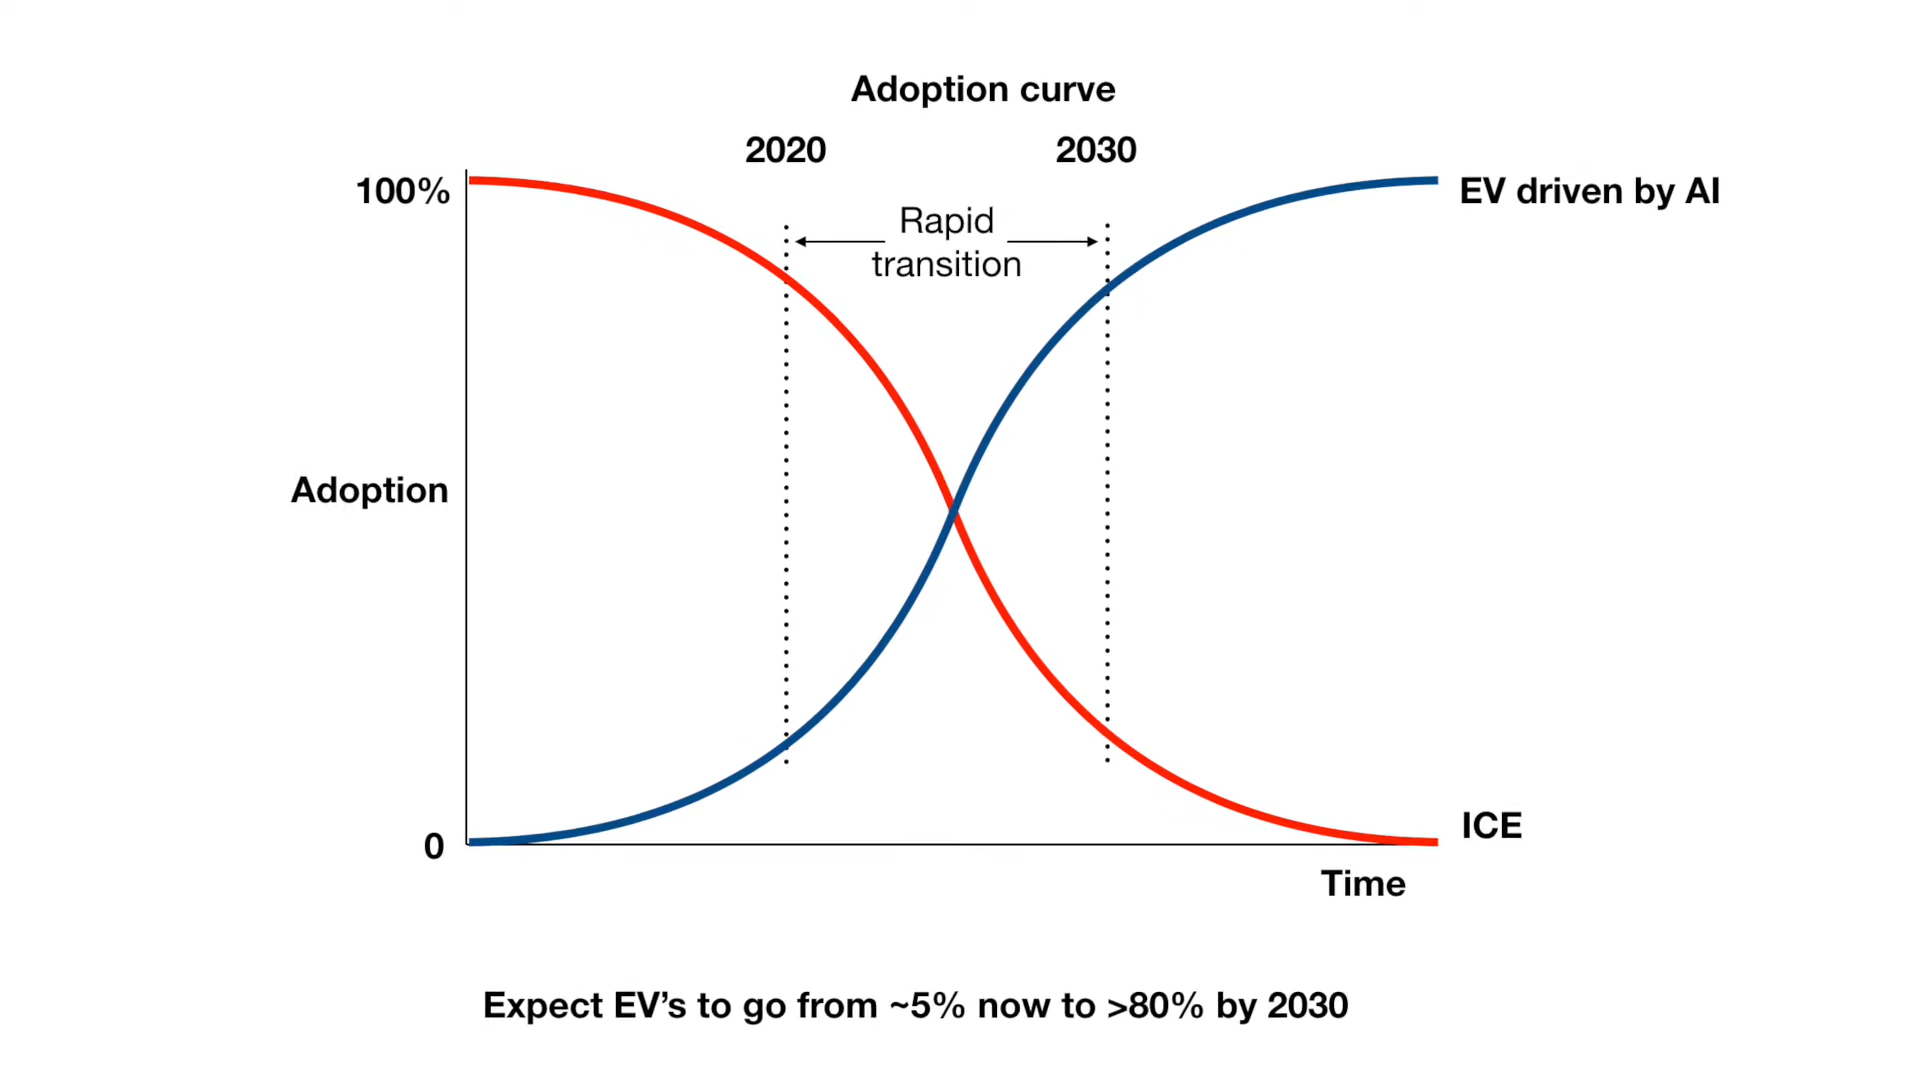 Adoption curve
2020
2030
100%
Rapid
transition
EV driven by AI
Adoption
0
ICE
Time
Expect EV’s to go from ~5% now to >80% by 2030